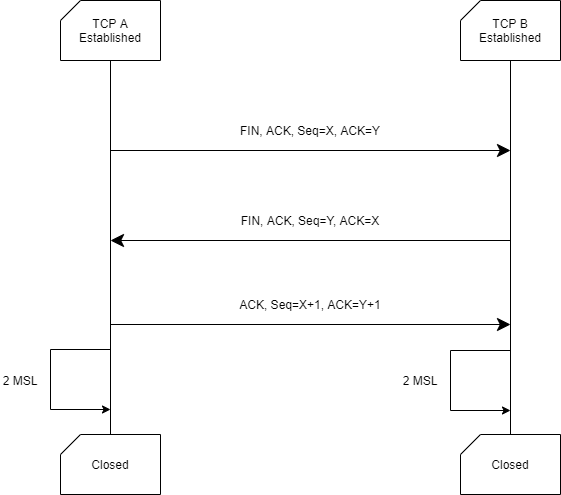 TCP A
Established
TCP B
Established
FIN, ACK, Seq=X, ACK=Y
FIN, ACK, Seq=Y, ACK=X
ACK, Seq=X+1, ACK=Y+1
2 MSL
2 MSL
Closed
Closed